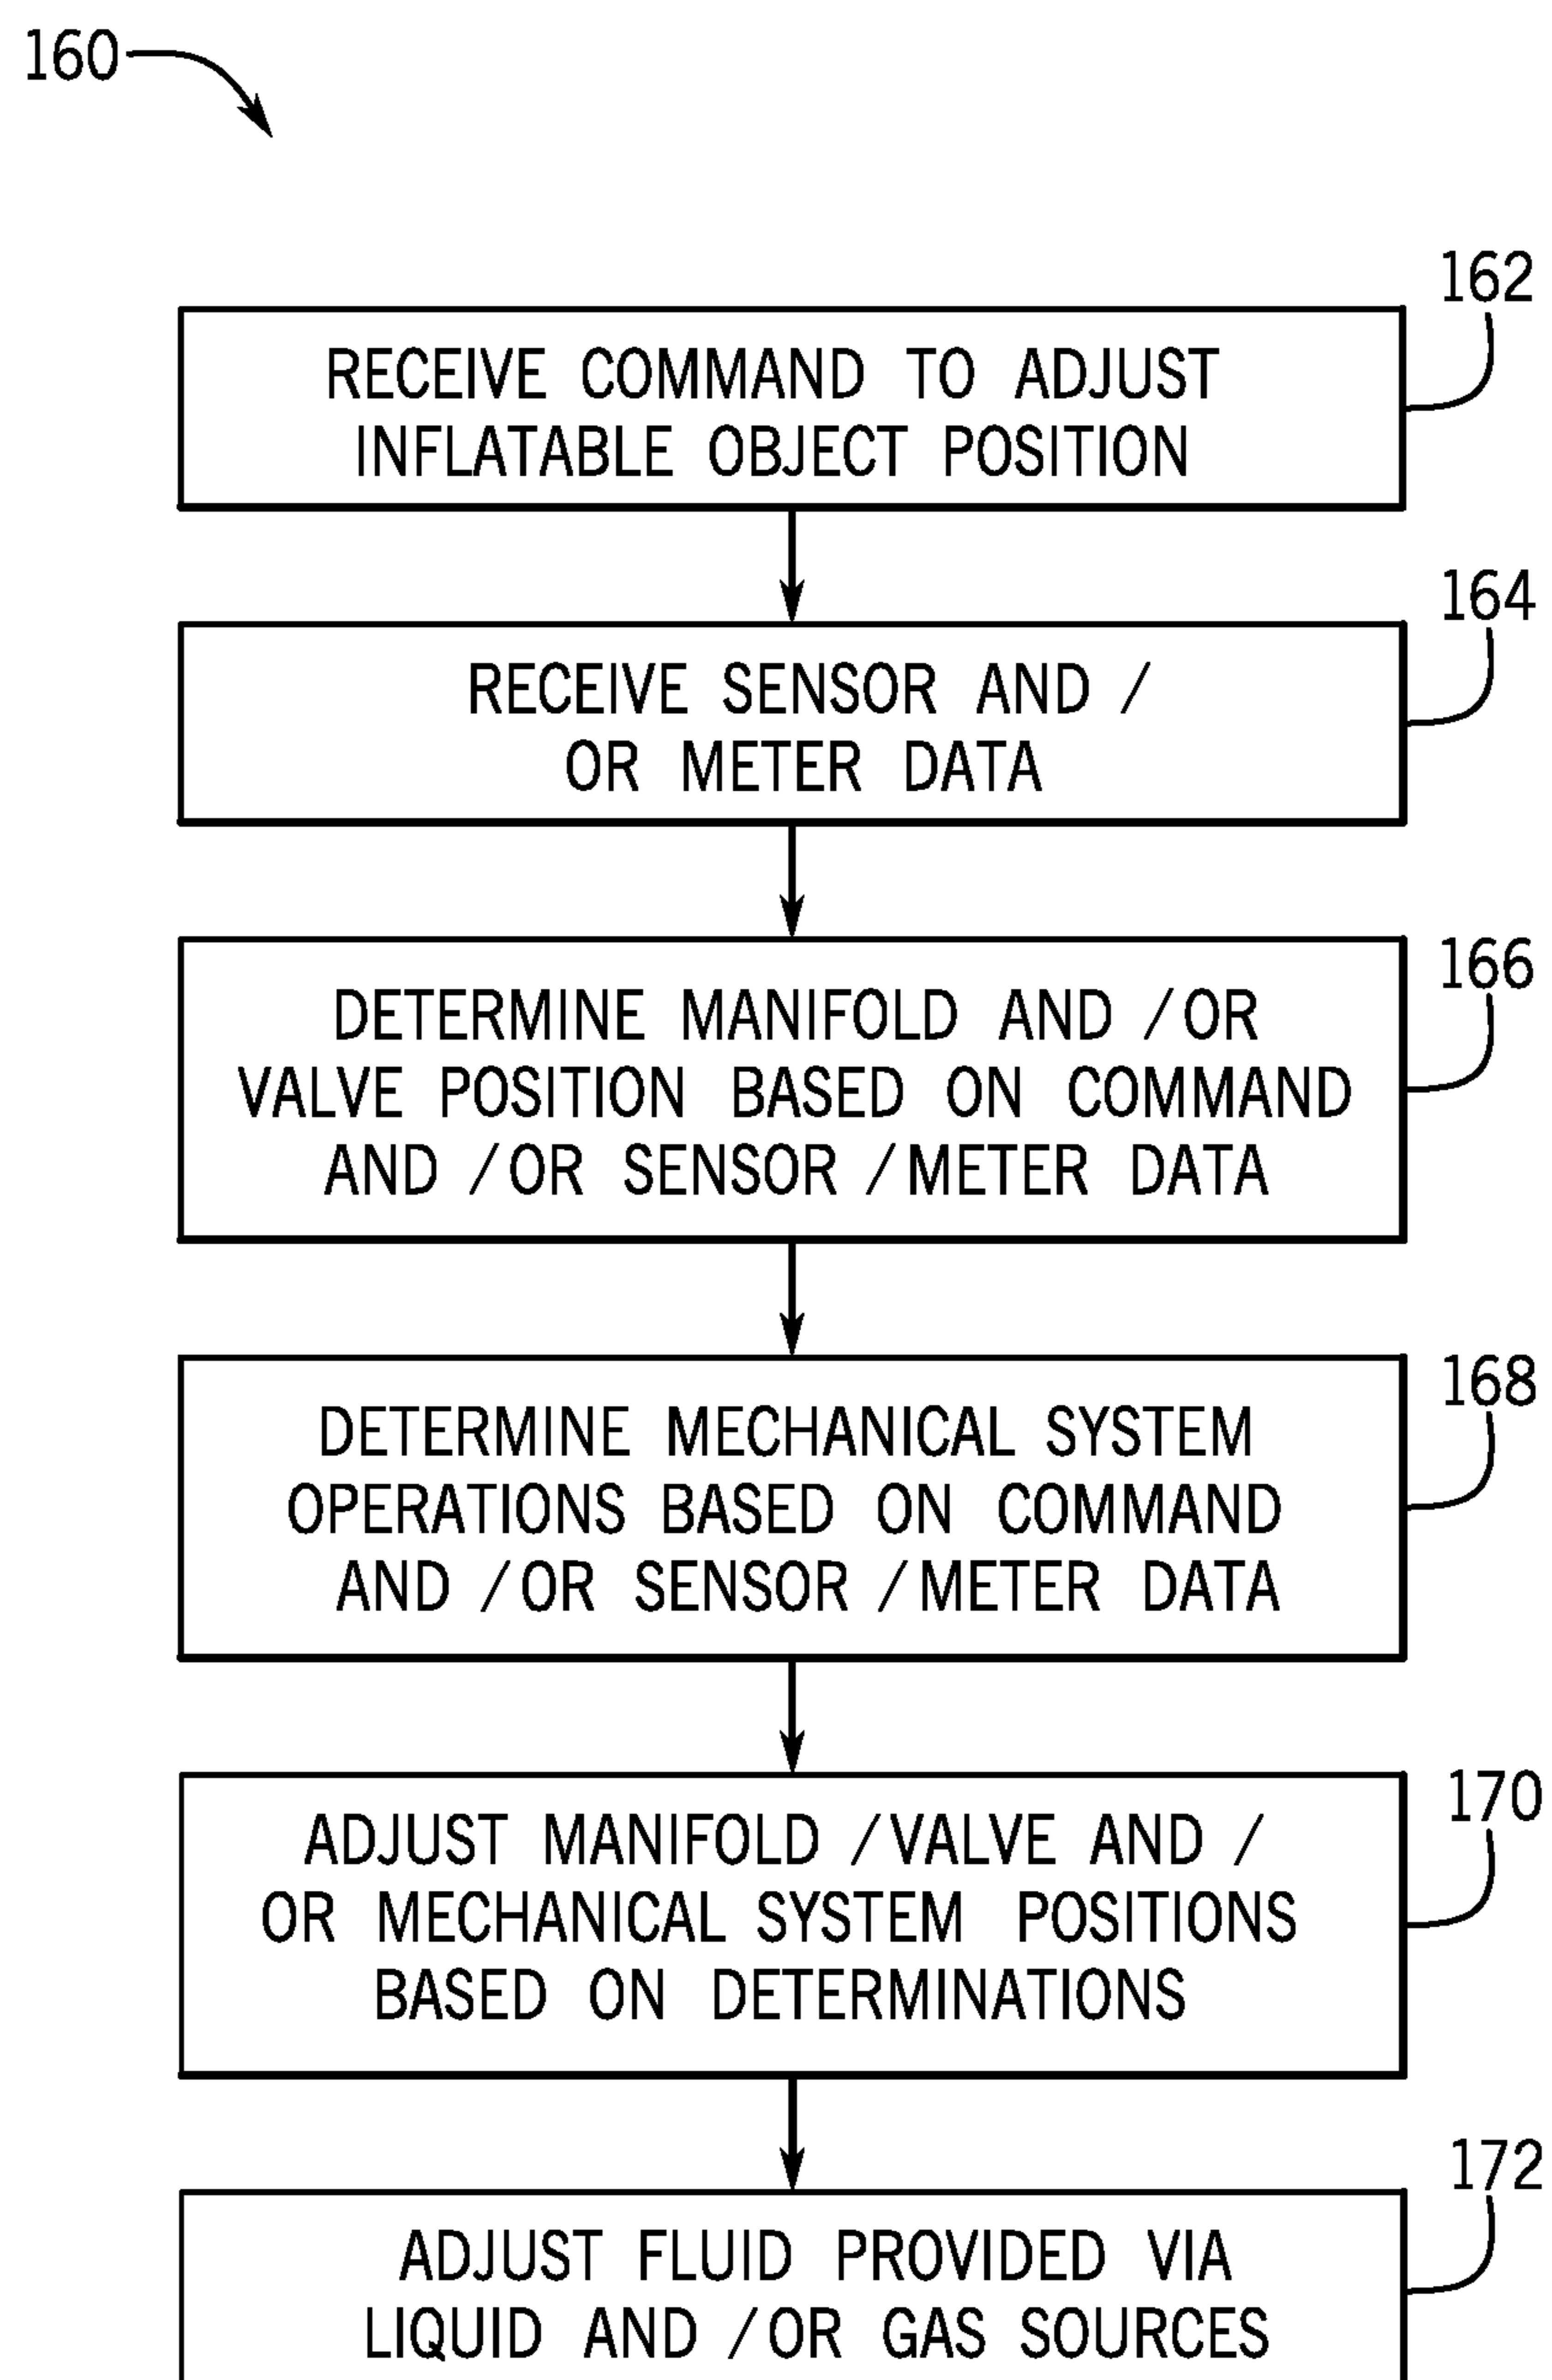 160
162
RECEIVE COMMAND TO ADJUST
INFLATABLE OBJECT POSITION
164
RECEIVE SENSOR AND /
OR METER DATA
166
DETERMINE MANIFOLD AND /OR
VALVE POSITION BASED ON COMMAND
AND /OR SENSOR /METER DATA
168
DETERMINE MECHANICAL SYSTEM
OPERATIONS BASED ON COMMAND
AND /OR SENSOR /METER DATA
170
ADJUST MANIFOLD /VALVE AND /
OR MECHANICAL SYSTEM POSITIONS
BASED ON DETERMINATIONS
172
ADJUST FLUID PROVIDED VIA
LIQUID AND /OR GAS SOURCES